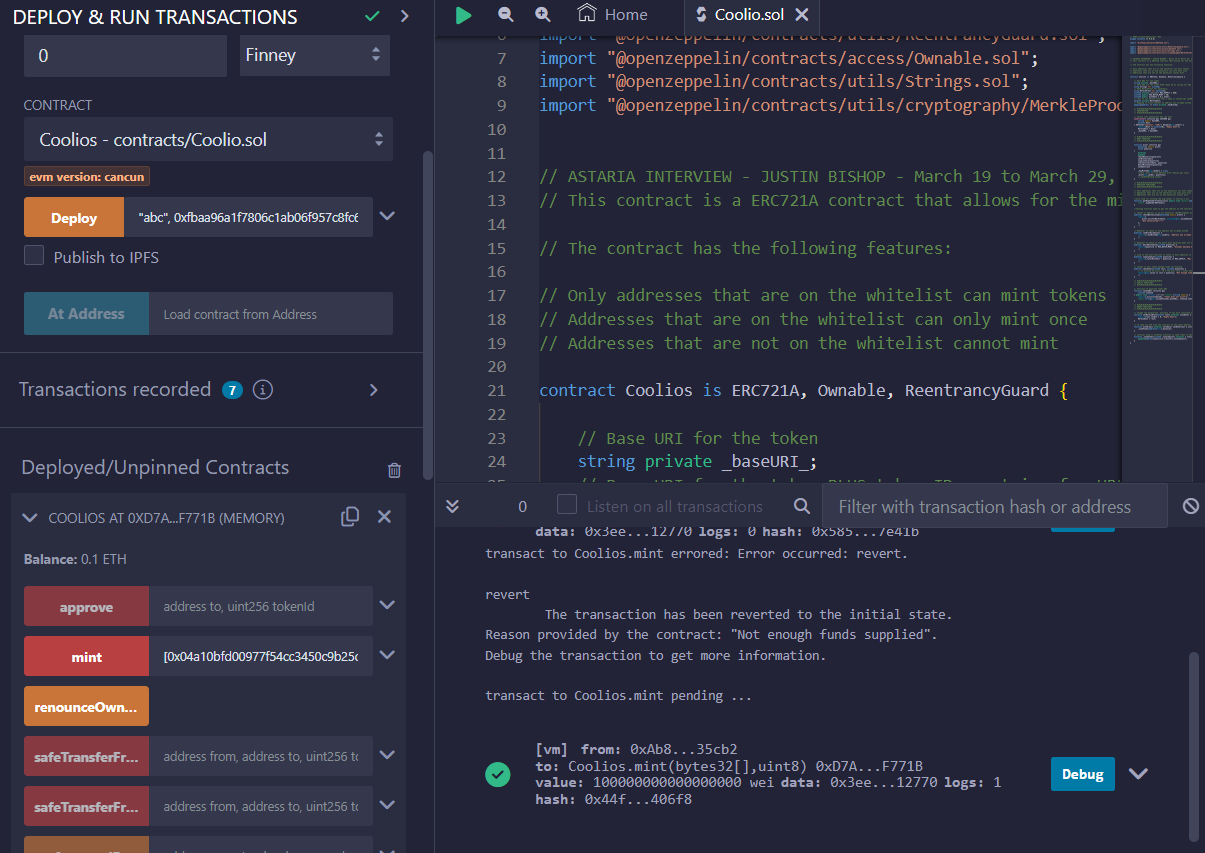 DEPLOY & RUN TRANSACTIONS
0
Finney
CONTRACT
Coolios - contracts/Coolio.sol
evm version: cancun
Deploy
"abc", 0xfbaa96a1f7806c1ab06f957c8fc6
Publish to IPFS
At Address
Load contract from Address
Transactions recorded 7 i
Deployed/Unpinned Contracts
COOLIOS AT 0XD7A...F771B (MEMORY)
Balance: 0.1 ETH
approve
address to, uint256 tokenId
mint
[0x04a10bfd00977f54cc3450c9b25c
renounceOwn...
safeTransferFr...
address from, address to, uint256 tc
safeTransferFr...
address from, address to, uint256 tc
Home
Coolio.sol
6 import "@openzeppelin/contracts/utils/ReentrancyGuard.sol";
7 import "@openzeppelin/contracts/access/Ownable.sol";
8 import "@openzeppelin/contracts/utils/Strings.sol";
9 import "@openzeppelin/contracts/utils/cryptography/MerkleProo
10
11
12 // ASTARIA INTERVIEW - JUSTIN BISHOP - March 19 to March 29,
13 // This contract is a ERC721A contract that allows for the mi
14
15 // The contract has the following features:
16
17 // Only addresses that are on the whitelist can mint tokens
18 // Addresses that are on the whitelist can only mint once
19 // Addresses that are not on the whitelist cannot mint
20
21 contract Coolios is ERC721A, Ownable, ReentrancyGuard {
22
23 // Base URI for the token
24 string private _baseURI_;
0
Listen on all transactions
Filter with transaction hash or address
data: 0x3ee...12770 logs: 0 hash: 0x585...7e41b
transact to Coolios.mint errored: Error occurred: revert.
revert
The transaction has been reverted to the initial state.
Reason provided by the contract: "Not enough funds supplied".
Debug the transaction to get more information.
transact to Coolios.mint pending ...
[vm] from: 0xAb8...35cb2
to: Coolios.mint(bytes32[],uint8) 0xD7A...F771B
value: 100000000000000000 wei data: 0x3ee...12770 logs: 1
hash: 0x44f...406f8
Debug